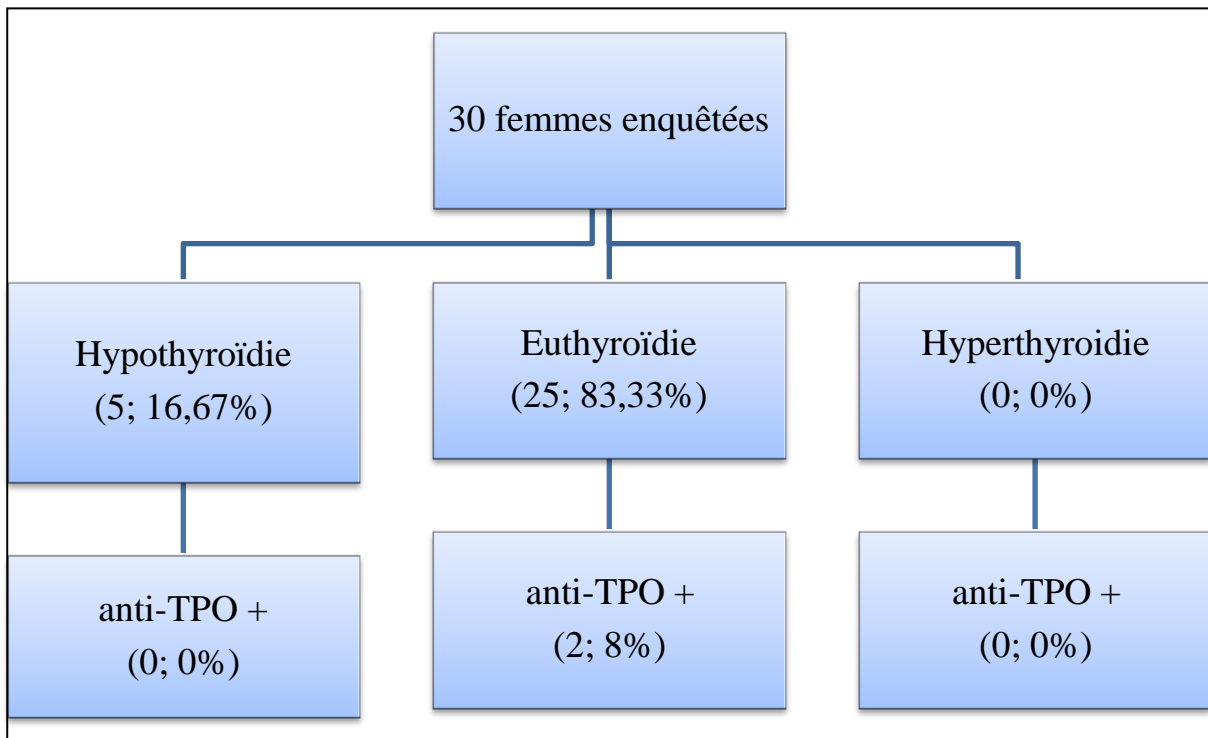 30 femmes enquêtées
Hypothyroïdie
(5; 16,67%)
Euthyroïdie
(25; 83,33%)
Hyperthyroidie
(0; 0%)
anti-TPO +
(0; 0%)
anti-TPO +
(2; 8%)
anti-TPO +
(0; 0%)